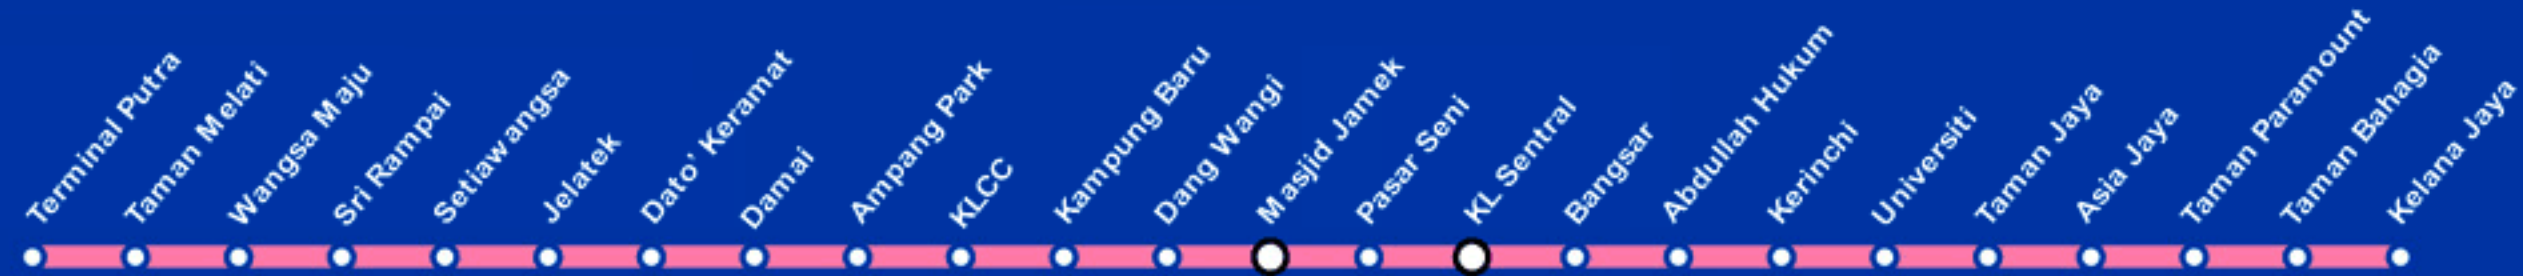 Terminal Putra
Taman Melati
Wangsa Maju
Sri Rampai
Setiawangsa
Jelatek
Dato' Keramat
Damai
Ampang Park
KLCC
Kampung Baru
Dang Wangi
Masjid Jamek
Pasar Seni
KL Sentral
Bangsar
Abdullah Hukum
Kerinchi
Universiti
Taman Jaya
Asia Jaya
Taman Paramount
Taman Bahagia
Kelana Jaya